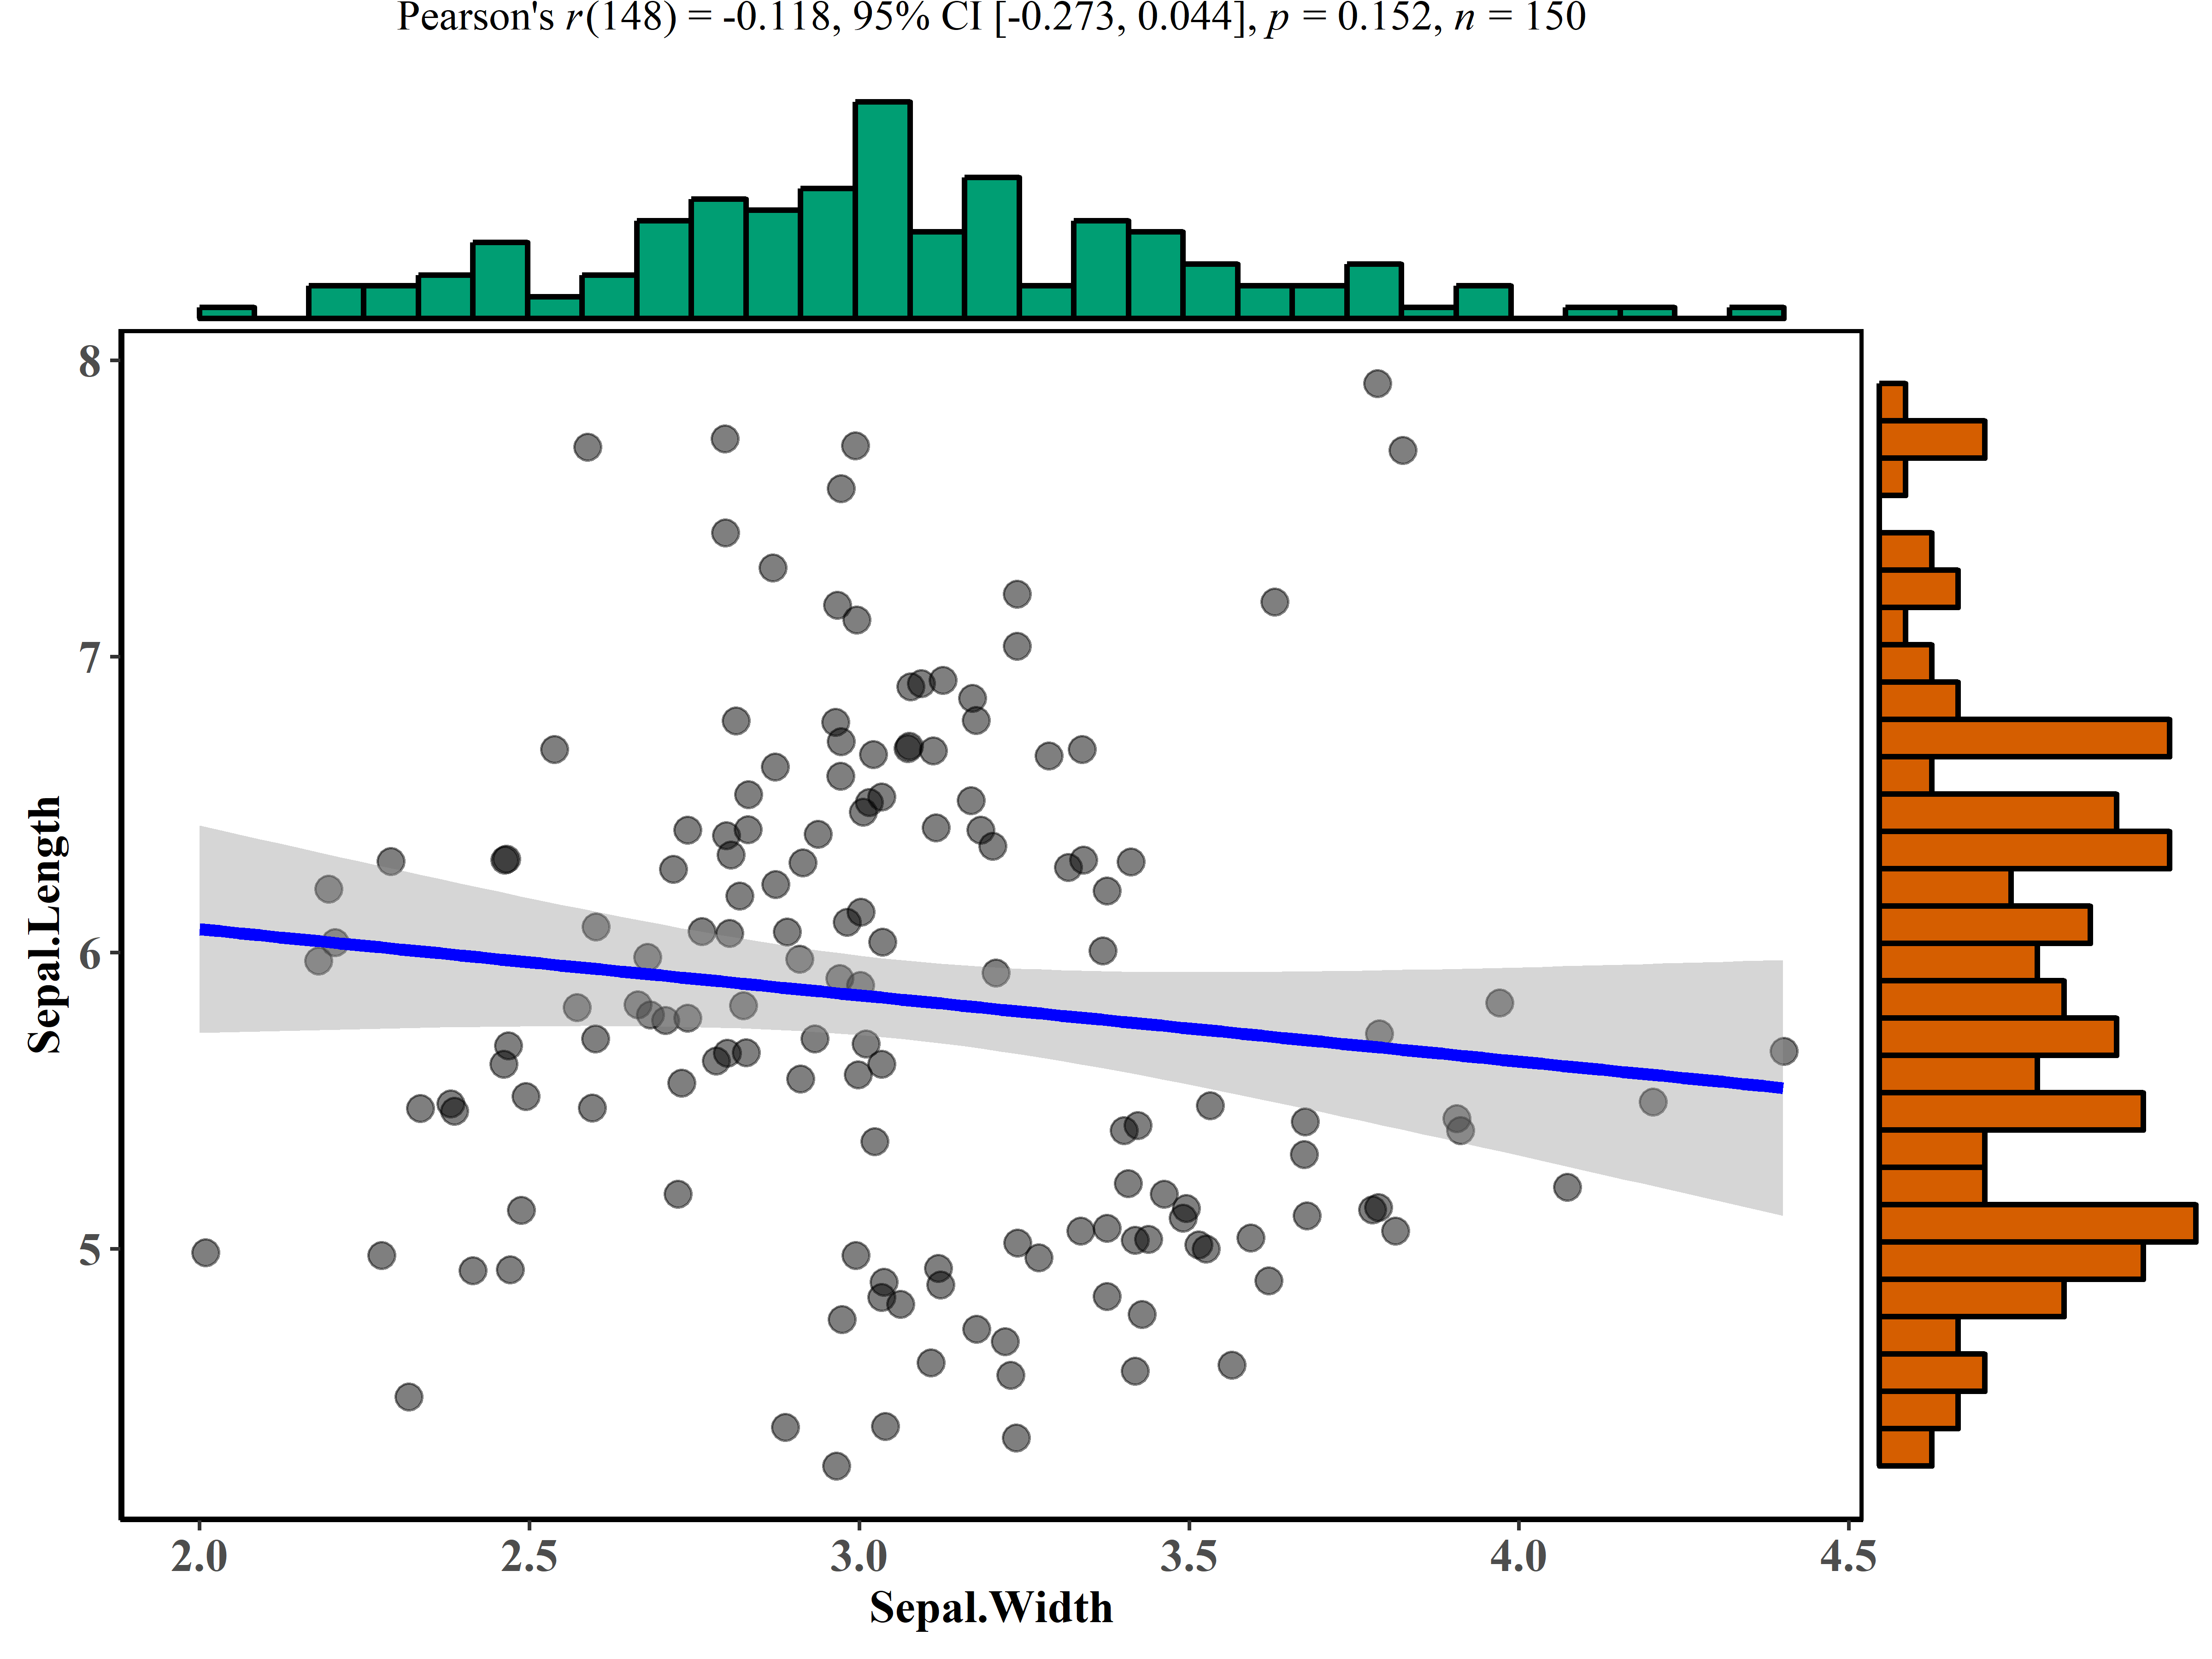 Pearson's r(148) = -0.118, 95% CI [-0.273, 0.044], p = 0.152, n = 150
8
7
6
5
Sepal.Length
2.0 2.5 3.0 3.5 4.0 4.5
Sepal.Width